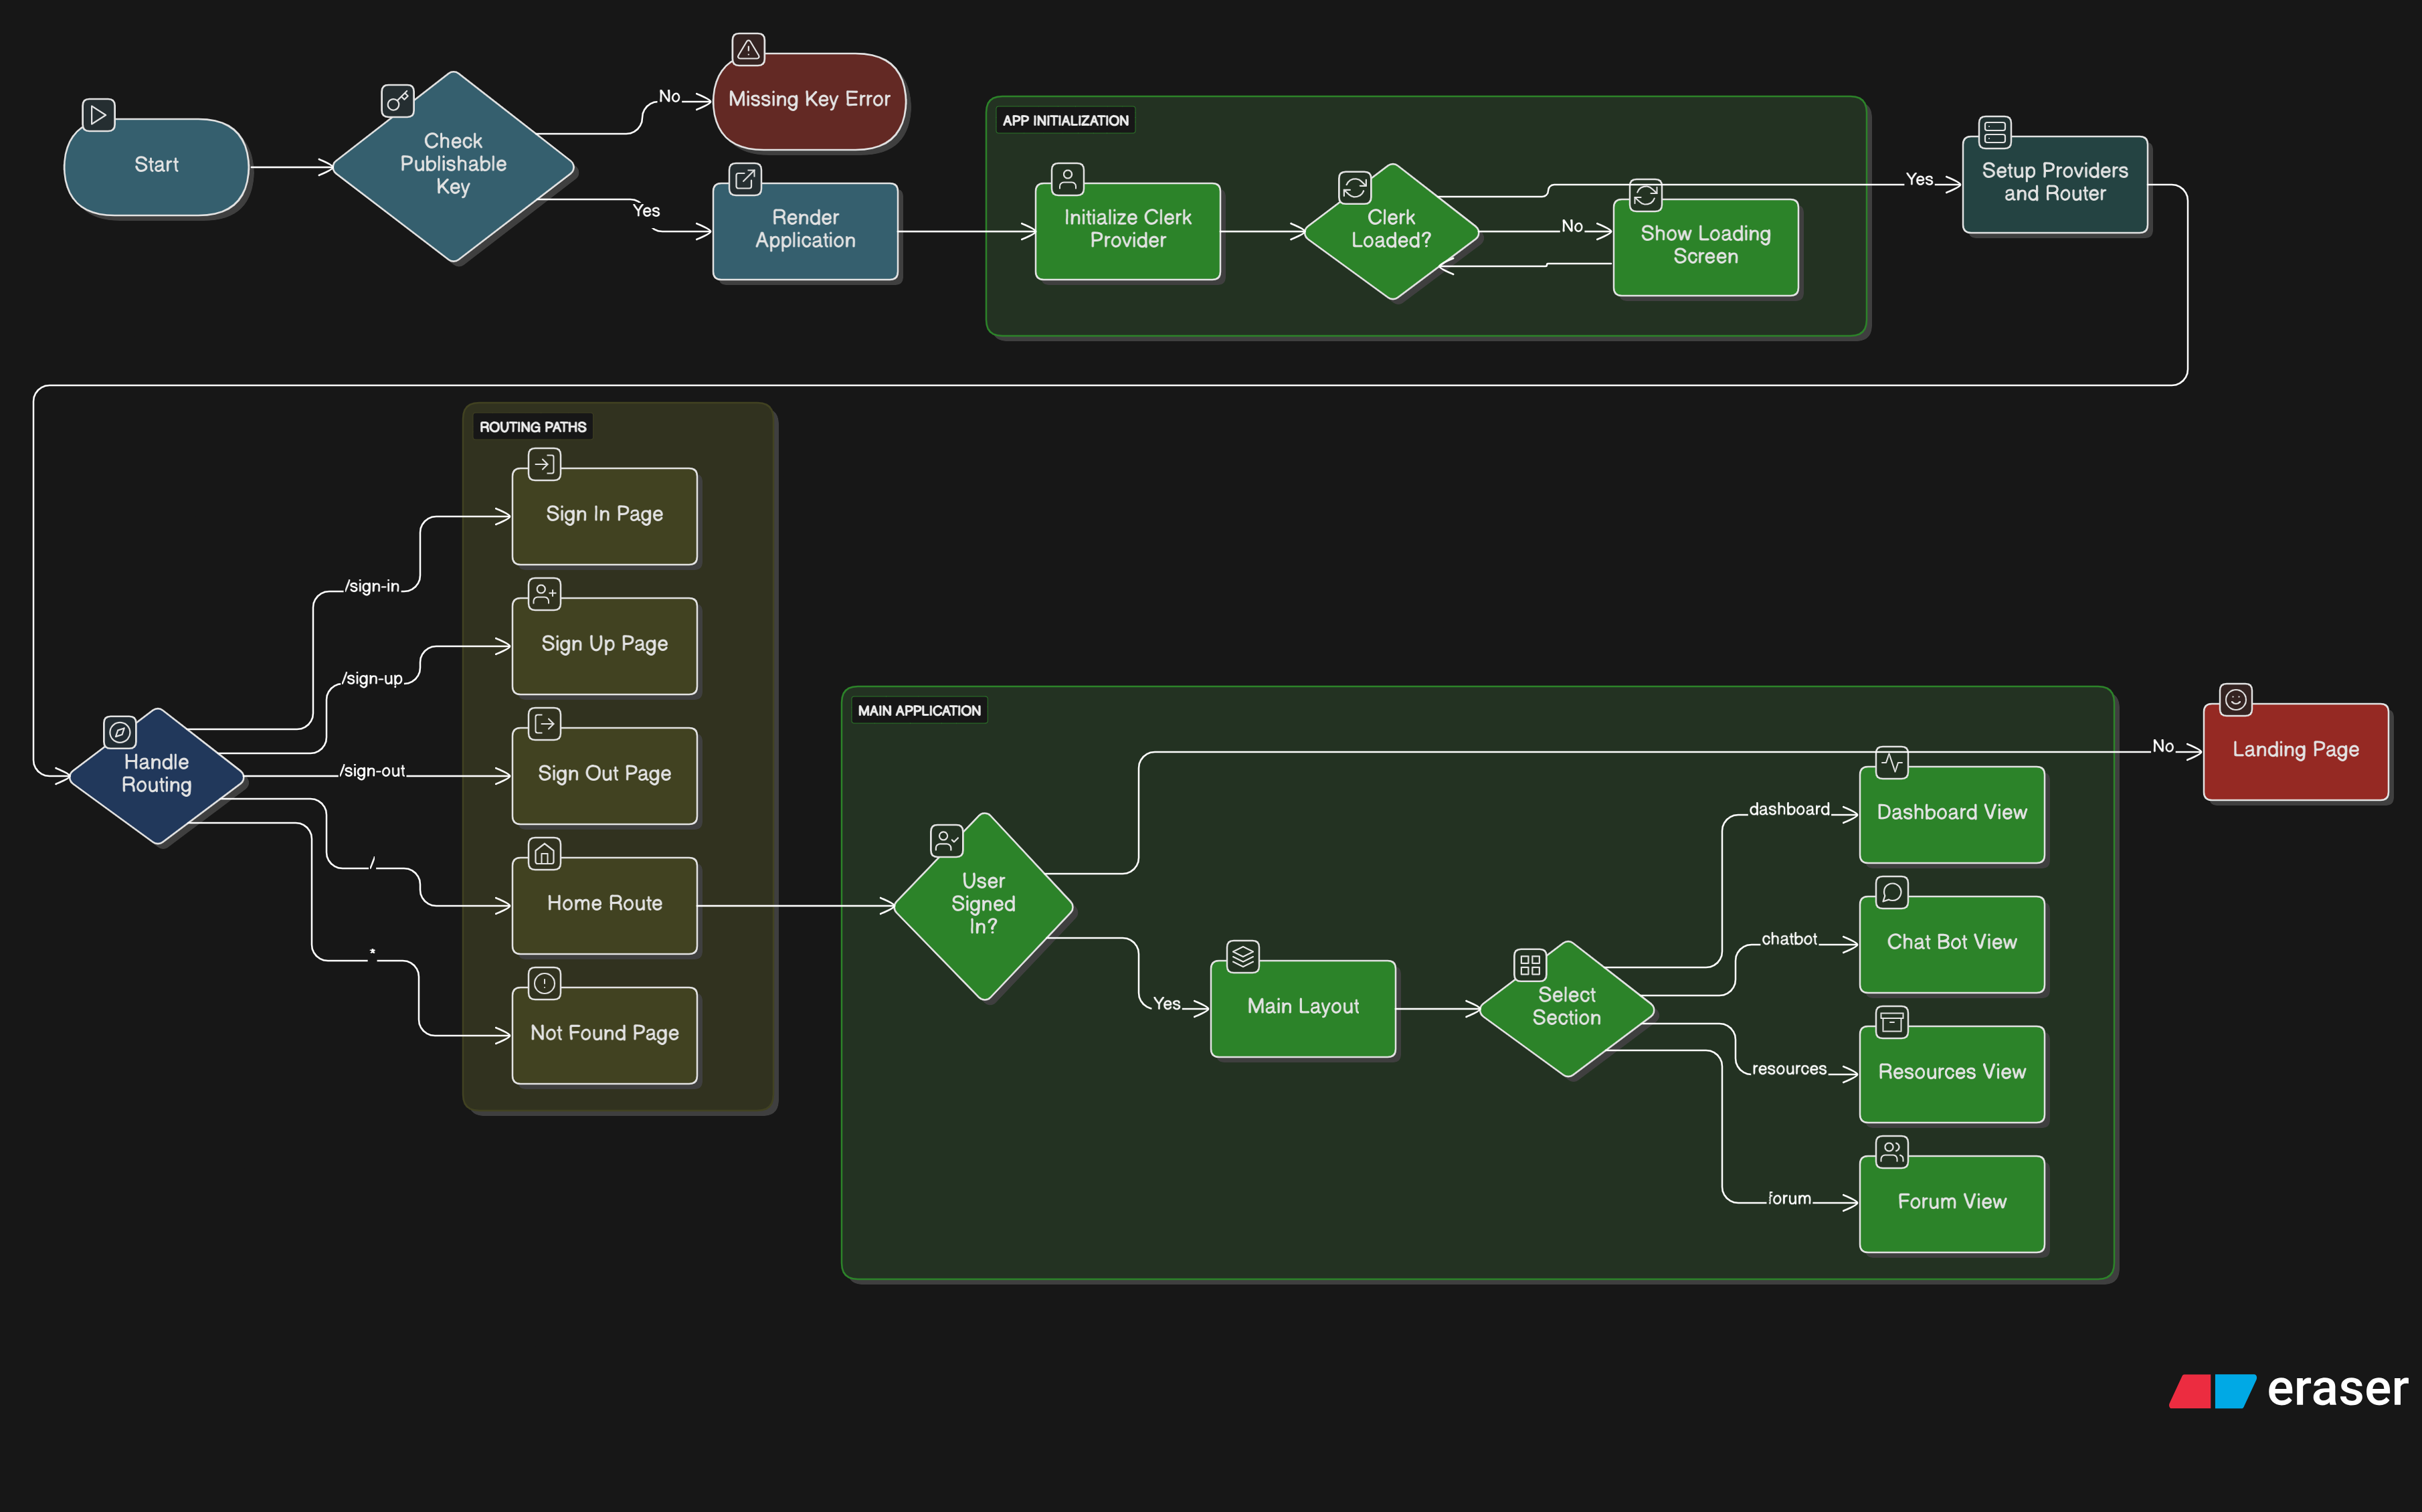 Start
Check
Publishable
Key
No
Missing Key Error
Yes
Render
Application
APP INITIALIZATION
Initialize Clerk
Provider
Clerk
Loaded?
No
Show Loading
Screen
Yes
Setup Providers
and Router
ROUTING PATHS
Handle
Routing
/sign-in
Sign In Page
/sign-up
Sign Up Page
/sign-out
Sign Out Page
/
Home Route
*
Not Found Page
MAIN APPLICATION
User
Signed
In?
No
Landing Page
Yes
Main Layout
Select
Section
dashboard
Dashboard View
chatbot
Chat Bot View
resources
Resources View
forum
Forum View
eraser